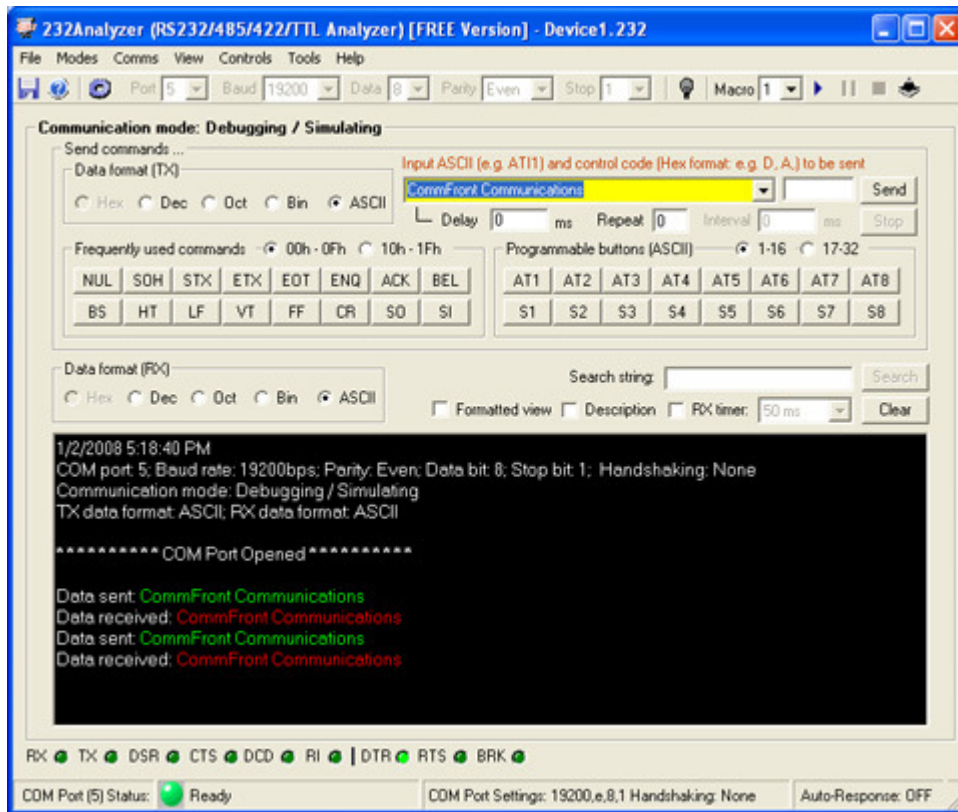 232Analyzer (RS232/485/422/TTL Analyzer) [FREE Version] - Device1.232
File Modes Comms View Controls Tools Help
Port 5 Baud 19200 Data 8 Parity Even Stop 1 Macro 1
Communication mode: Debugging / Simulating
Send commands ...
Data format (TX)
Input ASCII (e.g. ATI1) and control code (Hex format: e.g. D, A,) to be sent
Hex Dec Oct Bin ASCII
CommFront Communications
Send
Delay 0 ms Repeat 0 Interval 0 ms Stop
Frequently used commands 00h - 0Fh 10h - 1Fh
Programmable buttons (ASCII) 1-16 17-32
NUL SOH STX ETX EOT ENQ ACK BEL
AT1 AT2 AT3 AT4 AT5 AT6 AT7 AT8
BS HT LF VT FF CR SO SI
S1 S2 S3 S4 S5 S6 S7 S8
Data format (RX)
Hex Dec Oct Bin ASCII
Search string: Search
Formatted view Description RX timer: 50 ms Clear
1/2/2008 5:18:40 PM
COM port: 5; Baud rate: 19200bps; Parity: Even; Data bit: 8; Stop bit: 1; Handshaking: None
Communication mode: Debugging / Simulating
TX data format: ASCII; RX data format: ASCII
* * * * * * * * * * COM Port Opened * * * * * * * * * *
Data sent: CommFront Communications
Data received: CommFront Communications
Data sent: CommFront Communications
Data received: CommFront Communications
RX TX DSR CTS DCD RI | DTR RTS BRK
COM Port (5) Status: Ready
COM Port Settings: 19200,e,8,1 Handshaking: None
Auto-Response: OFF